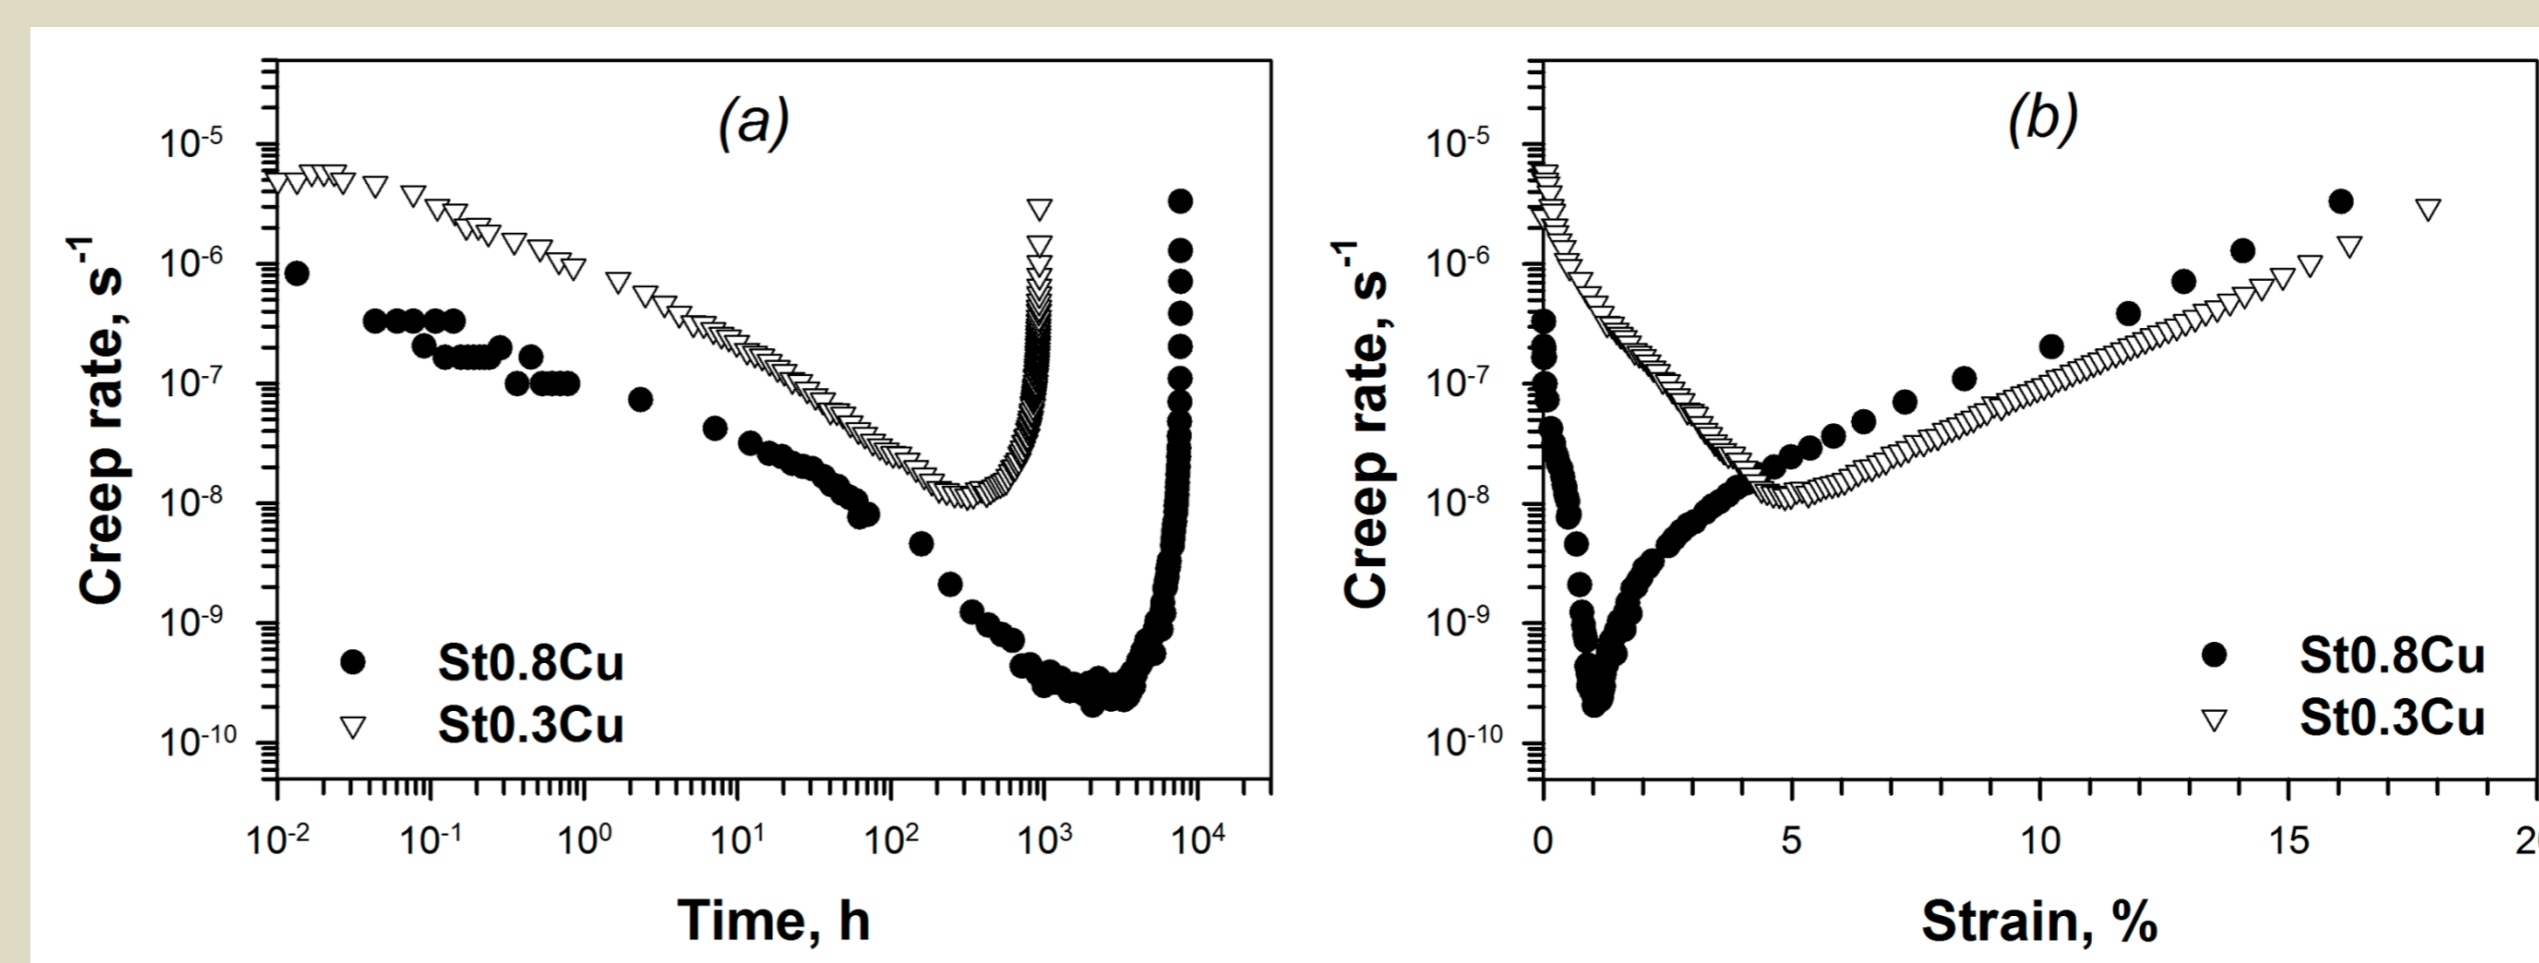 (a)
10⁻⁵
10⁻⁶
10⁻⁷
10⁻⁸
10⁻⁹
10⁻¹⁰
Creep rate, s⁻¹
St0.8Cu
St0.3Cu
10⁻² 10⁻¹ 10⁰ 10¹ 10² 10³ 10⁴
Time, h
(b)
10⁻⁵
10⁻⁶
10⁻⁷
10⁻⁸
10⁻⁹
10⁻¹⁰
Creep rate, s⁻¹
St0.8Cu
St0.3Cu
0 5 10 15
Strain, %